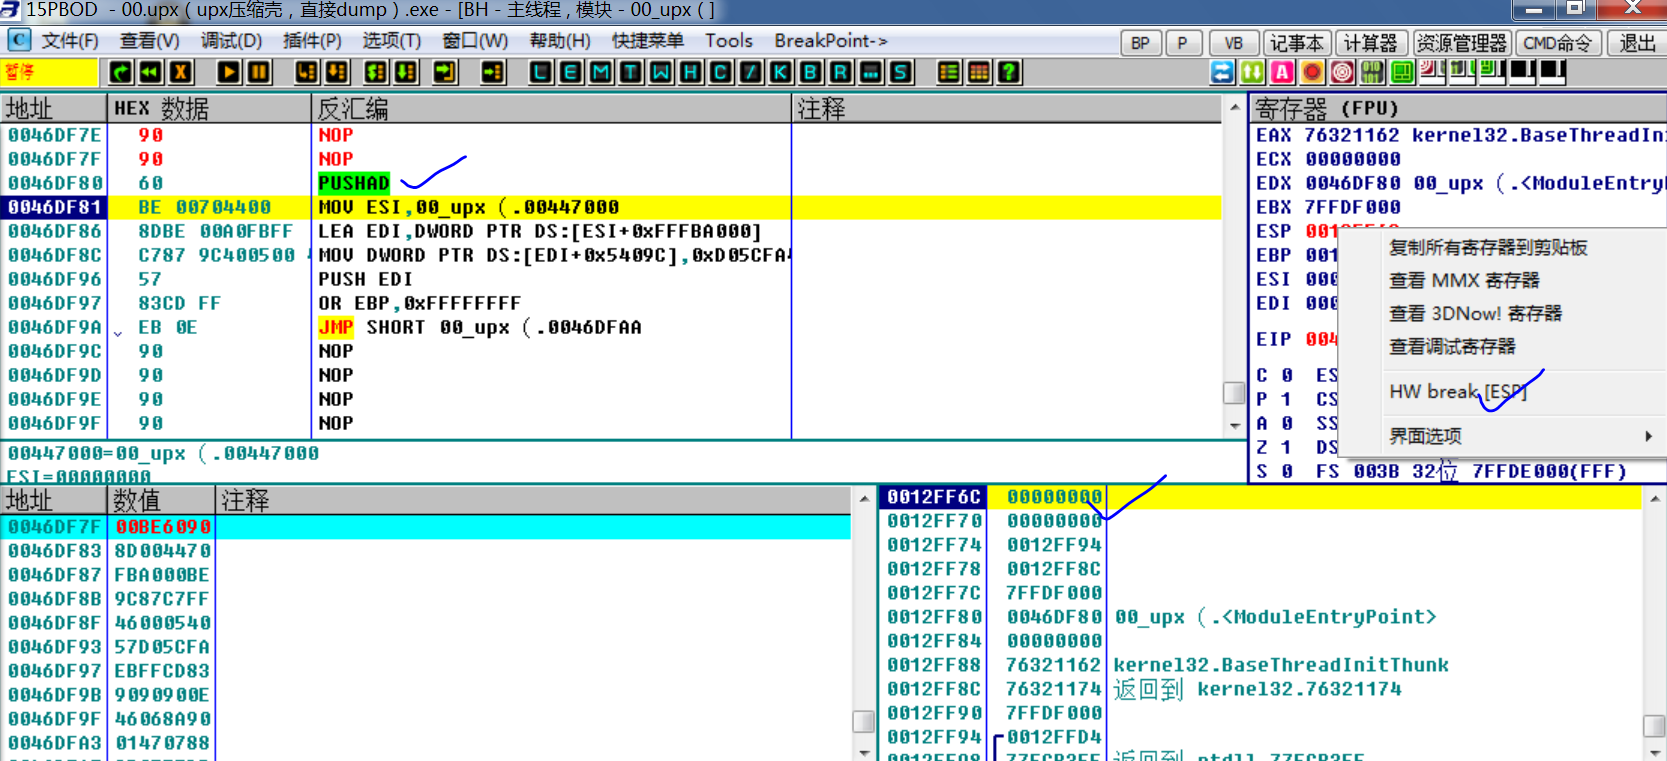 15PBOD - 00.upx（upx压缩壳，直接dump）.exe - [BH - 主线程，模块 - 00_upx（]
C 文件(F) 查看(V) 调试(D) 插件(P) 选项(T) 窗口(W) 帮助(H) 快捷菜单 Tools BreakPoint-> BP P VB 记事本 计算器 资源管理器 CMD命令 退出
暂停 L E M T W H C / K B R ... S
地址 HEX 数据 反汇编 注释
0046DF7E 90 NOP
0046DF7F 90 NOP
0046DF80 60 PUSHAD
0046DF81 BE 00704400 MOV ESI,00_upx（.00447000
0046DF86 8DBE 00A0FBFF LEA EDI,DWORD PTR DS:[ESI+0xFFFBA000]
0046DF8C C787 9C400500 MOV DWORD PTR DS:[EDI+0x5409C],0xD05CFA4
0046DF96 57 PUSH EDI
0046DF97 83CD FF OR EBP,0xFFFFFFFF
0046DF9A EB 0E JMP SHORT 00_upx（.0046DFAA
0046DF9C 90 NOP
0046DF9D 90 NOP
0046DF9E 90 NOP
0046DF9F 90 NOP
00447000=00_upx（.00447000
ESI=00000000
寄存器 (FPU)
EAX 76321162 kernel32.BaseThreadIni
ECX 00000000
EDX 0046DF80 00_upx（.<ModuleEntryP
EBX 7FFDF000
ESP
EBP 001
ESI 000
EDI 000
EIP 004
C 0 ES
P 1 CS
A 0 SS
Z 1 DS
S 0 FS 003B 32位 7FFDE000(FFF)
复制所有寄存器到剪贴板
查看 MMX 寄存器
查看 3DNow! 寄存器
查看调试寄存器
HW break [ESP]
界面选项
地址 数值 注释
0046DF7F 00BE6090
0046DF83 8D004470
0046DF87 FBA000BE
0046DF8B 9C87C7FF
0046DF8F 46000540
0046DF93 57D05CFA
0046DF97 EBFFCD83
0046DF9B 9090900E
0046DF9F 46068A90
0046DFA3 01470788
0012FF6C 00000000
0012FF70 00000000
0012FF74 0012FF94
0012FF78 0012FF8C
0012FF7C 7FFDF000
0012FF80 0046DF80 00_upx（.<ModuleEntryPoint>
0012FF84 00000000
0012FF88 76321162 kernel32.BaseThreadInitThunk
0012FF8C 76321174 返回到 kernel32.76321174
0012FF90 7FFDF000
0012FF94 0012FFD4